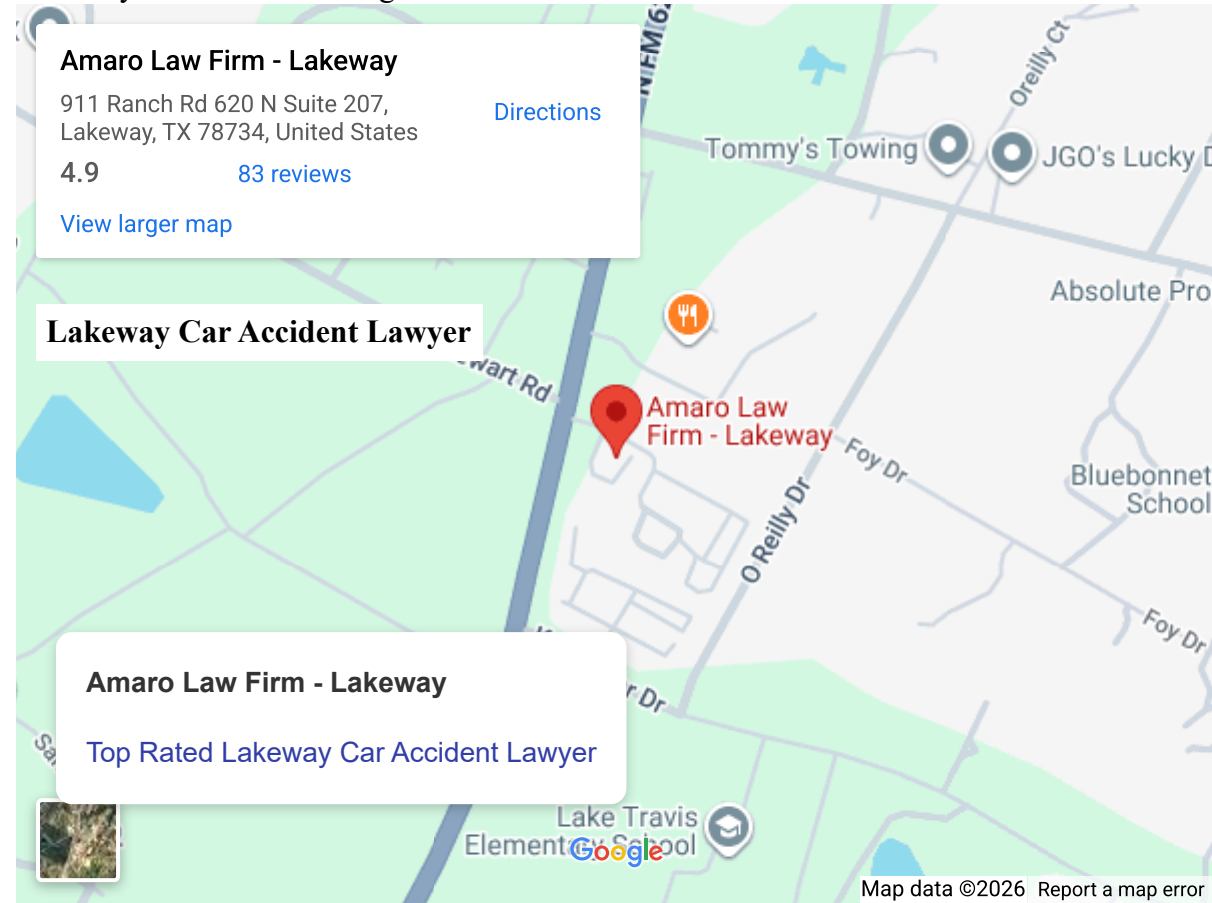 Amaro Law Firm - Lakeway
911 Ranch Rd 620 N Suite 207,
Lakeway, TX 78734, United States
Directions
4.9
83 reviews
View larger map
Oreilly Ct
Tommy's Towing
JGO's Lucky
Absolute Pro
Lakeway Car Accident Lawyer
wart Rd
Amaro Law
Firm - Lakeway
Foy Dr
Bluebonnet
School
O Reilly Dr
Foy Dr
r Dr
Amaro Law Firm - Lakeway
Top Rated Lakeway Car Accident Lawyer
Lake Travis
Elementary School
Google
Map data ©2026
Report a map error